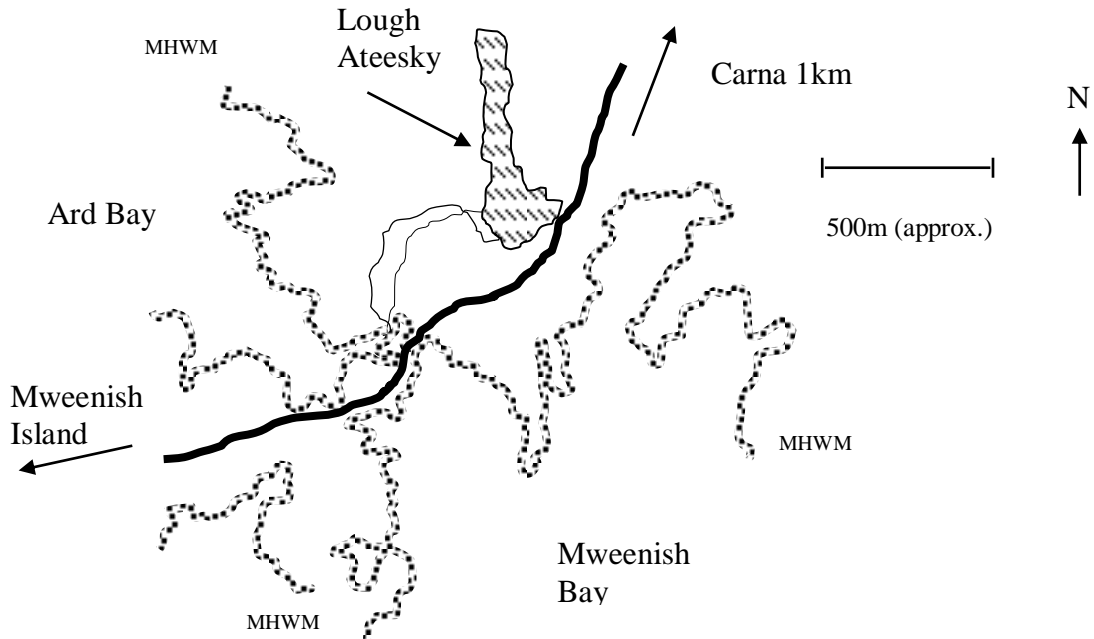 Lough
Ateesky
MHWM
Carna 1km
N
Ard Bay
500m (approx.)
Mweenish
Island
MHWM
Mweenish
Bay
MHWM